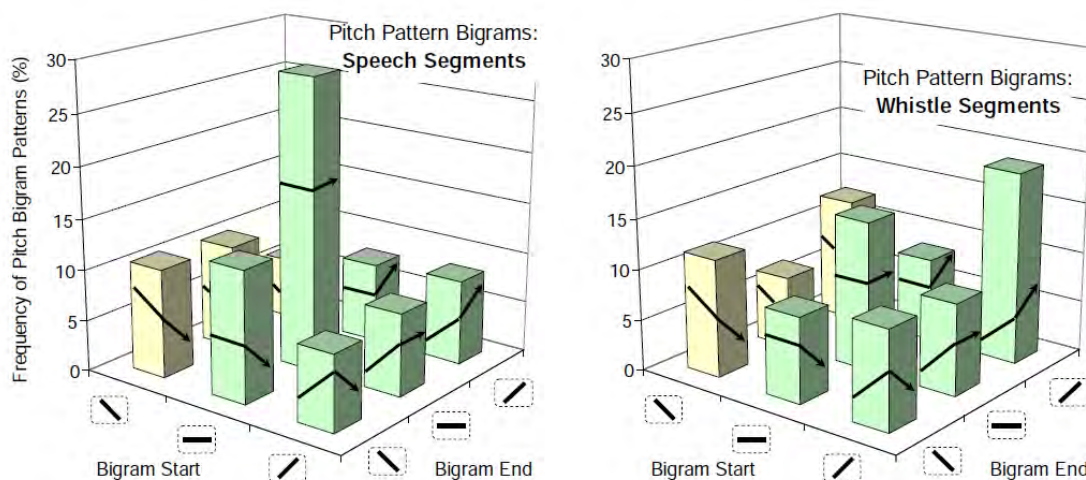 Pitch Pattern Bigrams:
Speech Segments
Frequency of Pitch Bigram Patterns (%)
30
25
20
15
10
5
0
Bigram Start
Bigram End
Pitch Pattern Bigrams:
Whistle Segments
30
25
20
15
10
5
0
Bigram Start
Bigram End